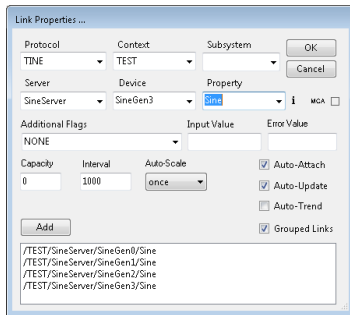 Link Properties ...
Protocol Context Subsystem
TINE TEST
OK
Cancel
Server Device Property
SineServer SineGen3 Sine i MCA
Additional Flags Input Value Error Value
NONE
Capacity Interval Auto-Scale
0 1000 once
Auto-Attach
Auto-Update
Auto-Trend
Add
Grouped Links
/TEST/SineServer/SineGen0/Sine
/TEST/SineServer/SineGen1/Sine
/TEST/SineServer/SineGen2/Sine
/TEST/SineServer/SineGen3/Sine